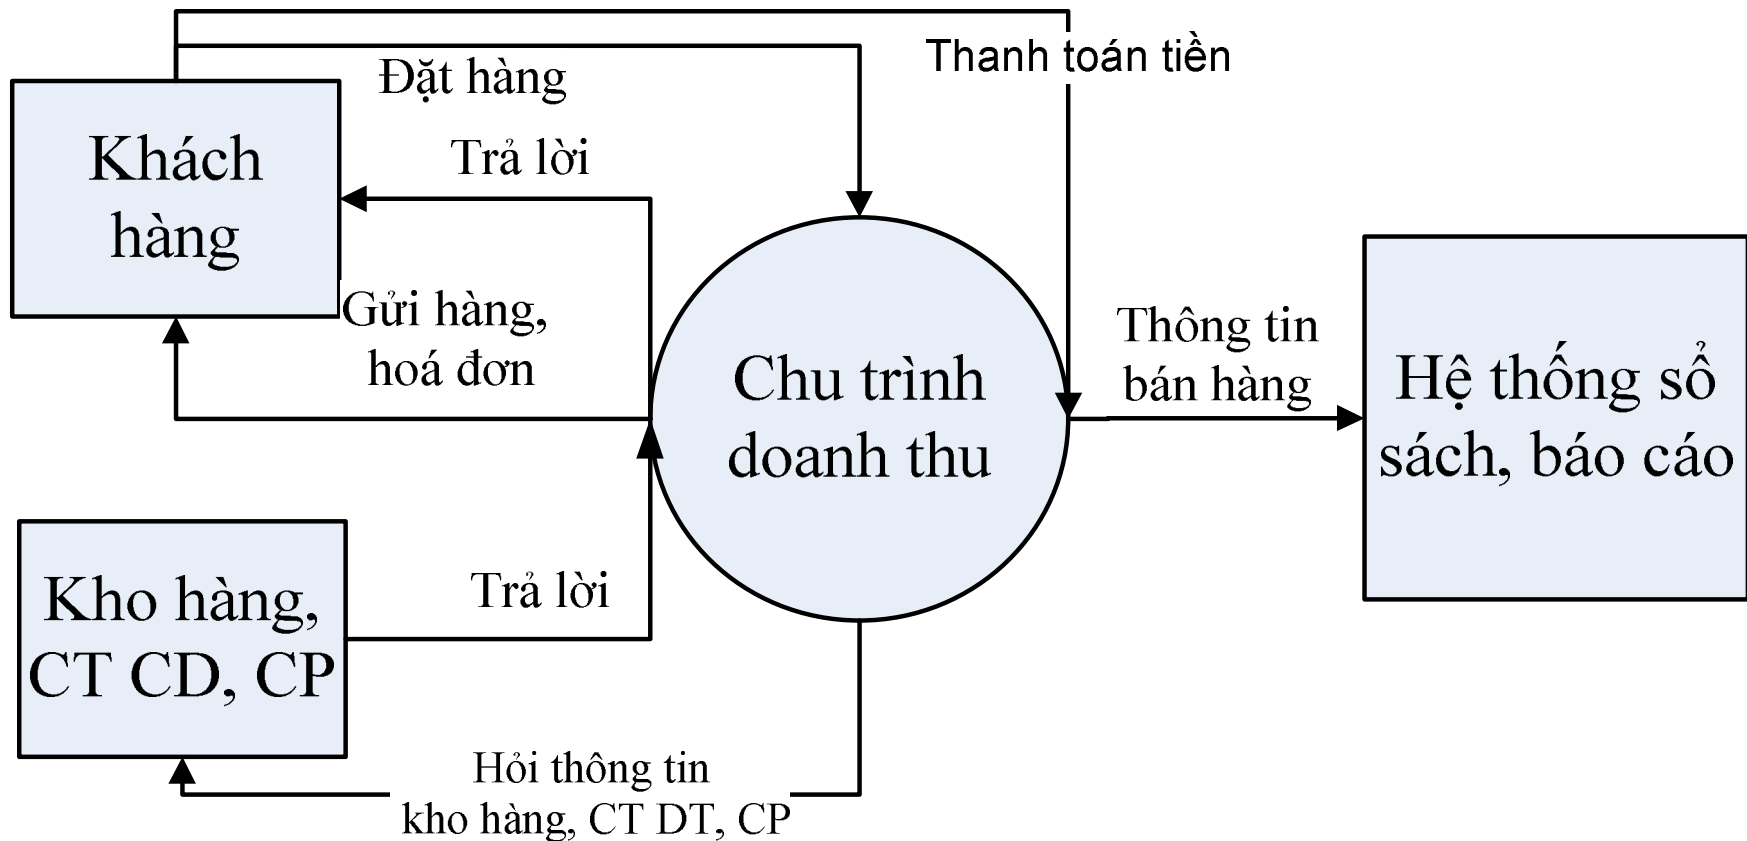 Thanh toán tiền
Đặt hàng
Khách
hàng
Trả lời
Gửi hàng,
hoá đơn
Chu trình
doanh thu
Thông tin
bán hàng
Hệ thống sổ
sách, báo cáo
Kho hàng,
CT CD, CP
Trả lời
Hỏi thông tin
kho hàng, CT DT, CP